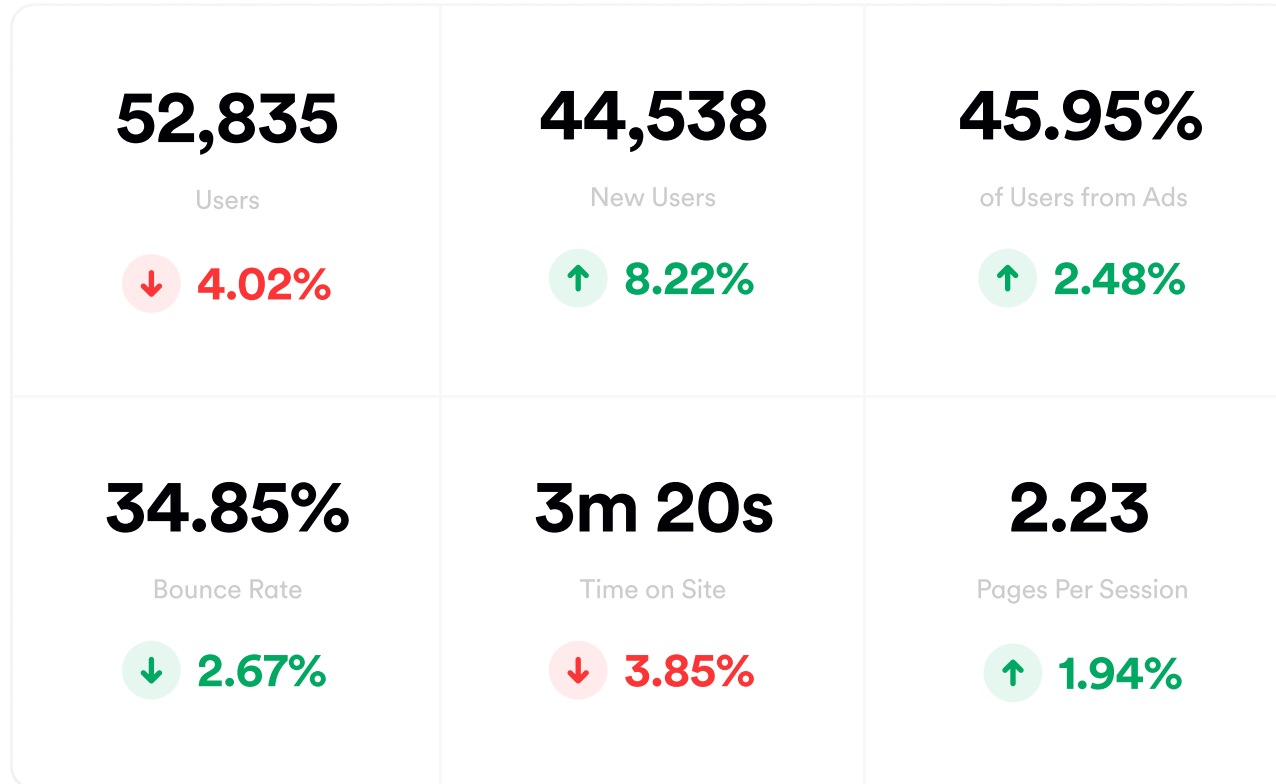 52,835
Users
4.02%
44,538
New Users
8.22%
45.95%
of Users from Ads
2.48%
34.85%
Bounce Rate
2.67%
3m 20s
Time on Site
3.85%
2.23
Pages Per Session
1.94%